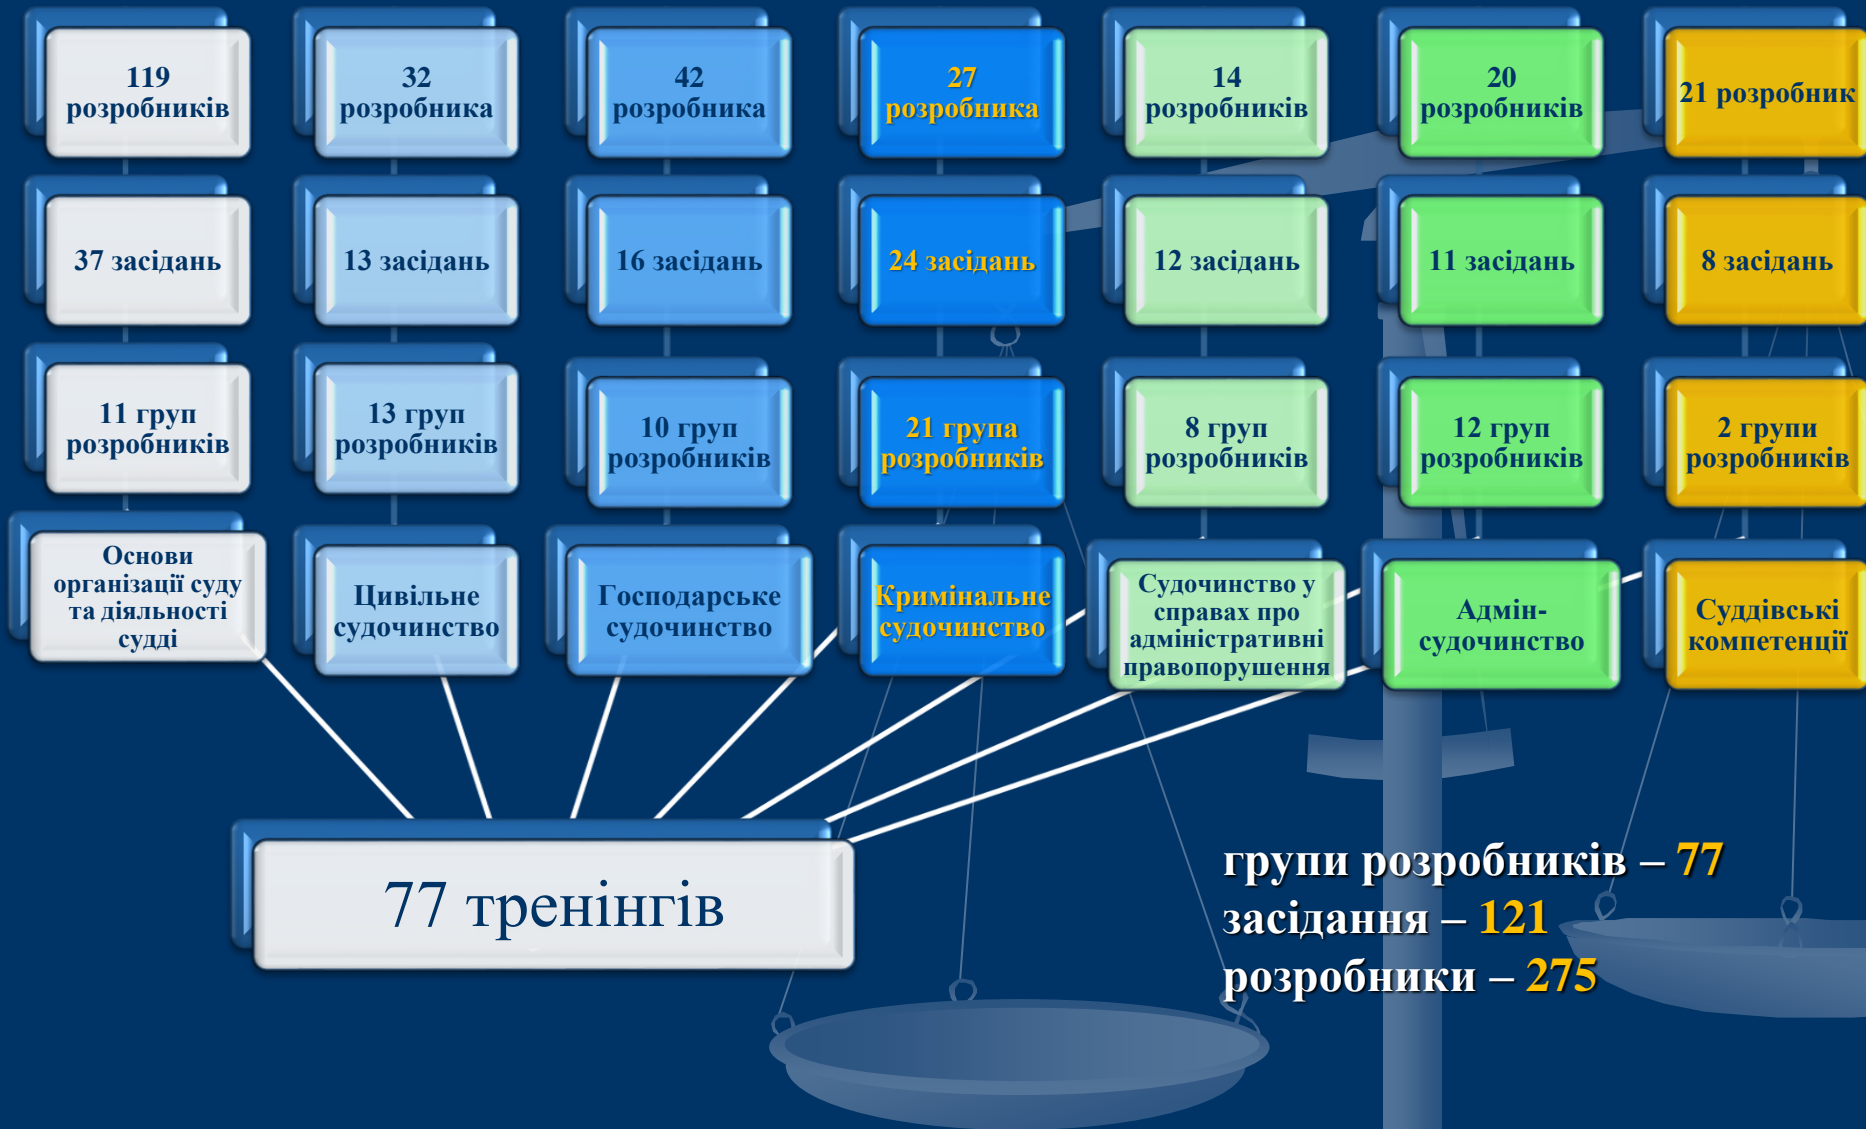 119
розробників
32
розробника
42
розробника
27
розробника
14
розробників
20
розробників
21 розробник
37 засідань
13 засідань
16 засідань
24 засідань
12 засідань
11 засідань
8 засідань
11 груп
розробників
13 груп
розробників
10 груп
розробників
21 група
розробників
8 груп
розробників
12 груп
розробників
2 групи
розробників
Основи
організації суду
та діяльності
судді
Цивільне
судочинство
Господарське
судочинство
Кримінальне
судочинство
Судочинство у
справах про
адміністративні
правопорушення
Адмін-
судочинство
Суддівські
компетенції
77 тренінгів
групи розробників – 77
засідання – 121
розробники – 275